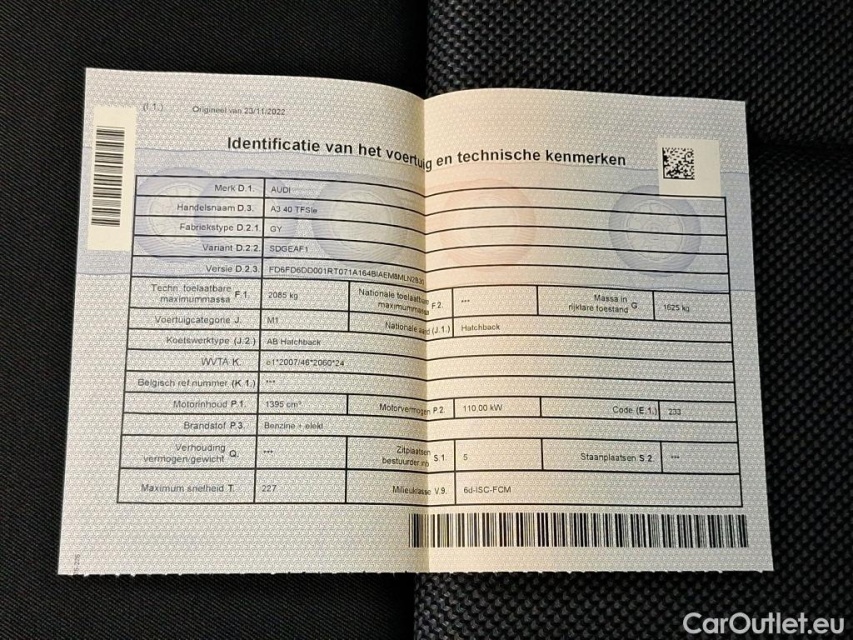 (I.1.) Origineel van 23/11/2022
Identificatie van het voertuig en technische kenmerken
Merk D.1. AUDI
Handelsnaam D.3. A3 40 TFSIe
Fabriekstype D.2.1. GY
Variant D.2.2. SDGEAF1
Versie D.2.3.
Techn. toelaatbare maximummassa F.1. 2085 kg Nationale toelaatbare maximummassa F.2. *** Massa in rijklare toestand G 1625 kg
Voertuigcategorie J. M1 Nationale aard (J.1.) Hatchback
Koetswerktype (J.2.) AB Hatchback
WVTA K. e1*2007/46*2060*24
Belgisch ref.nummer (K.1.) ***
Motorinhoud P.1. 1395 cm³ Motorvermogen P.2. 110,00 kW Code (E.1.) 233
Brandstof P.3. Benzine + elekt
Verhouding vermogen/gewicht Q. *** Zitplaatsen bestuurder inb S.1. 5 Staanplaatsen S.2. ***
Maximum snelheid T. 227 Milieuklasse V.9. 6d-ISC-FCM
CarOutlet.eu